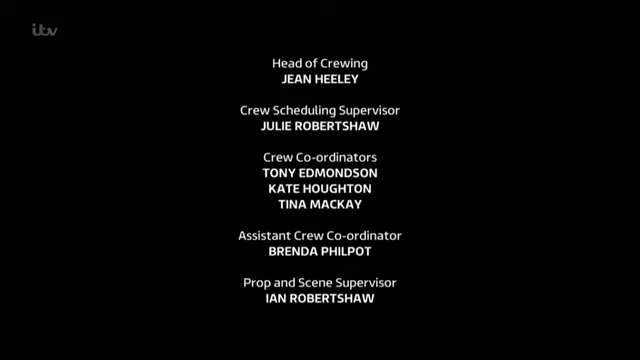 itv
Head of Crewing
JEAN HEELEY
Crew Scheduling Supervisor
JULIE ROBERTSHAW
Crew Co-ordinators
TONY EDMONDSON
KATE HOUGHTON
TINA MACKAY
Assistant Crew Co-ordinator
BRENDA PHILPOT
Prop and Scene Supervisor
IAN ROBERTSHAW